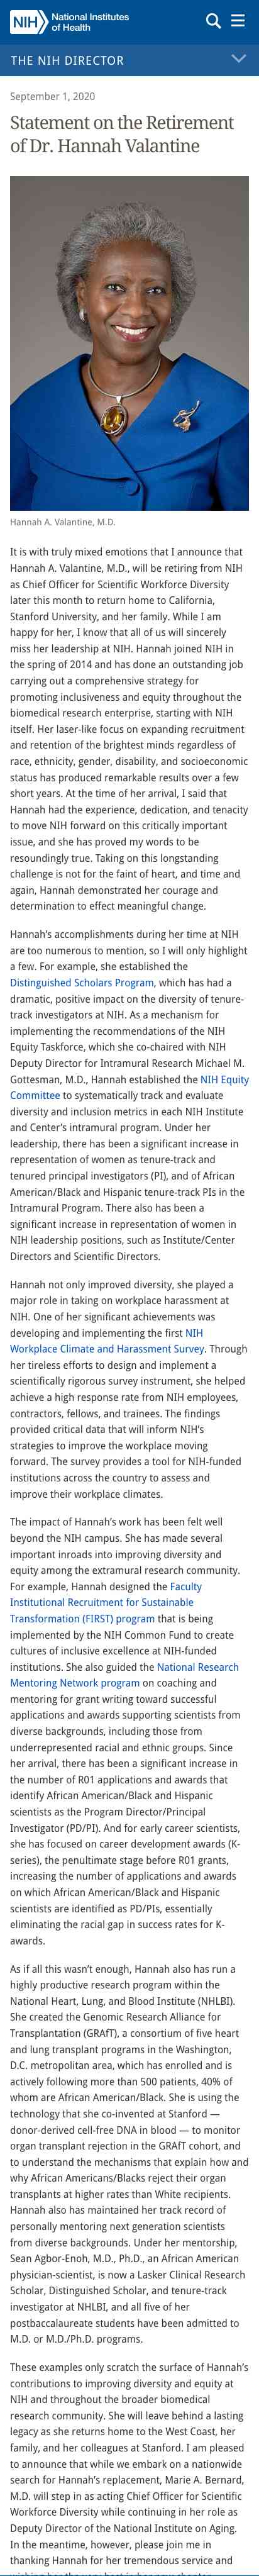 NIH National Institutes
of Health
THE NIH DIRECTOR
September 1, 2020
Statement on the Retirement
of Dr. Hannah Valantine
Hannah A. Valantine, M.D.
It is with truly mixed emotions that I announce that
Hannah A. Valantine, M.D., will be retiring from NIH
as Chief Officer for Scientific Workforce Diversity
later this month to return home to California,
Stanford University, and her family. While I am
happy for her, I know that all of us will sincerely
miss her leadership at NIH. Hannah joined NIH in
the spring of 2014 and has done an outstanding job
carrying out a comprehensive strategy for
promoting inclusiveness and equity throughout the
biomedical research enterprise, starting with NIH
itself. Her laser-like focus on expanding recruitment
and retention of the brightest minds regardless of
race, ethnicity, gender, disability, and socioeconomic
status has produced remarkable results over a few
short years. At the time of her arrival, I said that
Hannah had the experience, dedication, and tenacity
to move NIH forward on this critically important
issue, and she has proved my words to be
resoundingly true. Taking on this longstanding
challenge is not for the faint of heart, and time and
again, Hannah demonstrated her courage and
determination to effect meaningful change.
Hannah's accomplishments during her time at NIH
are too numerous to mention, so I will only highlight
a few. For example, she established the
Distinguished Scholars Program, which has had a
dramatic, positive impact on the diversity of tenure-
track investigators at NIH. As a mechanism for
implementing the recommendations of the NIH
Equity Taskforce, which she co-chaired with NIH
Deputy Director for Intramural Research Michael M.
Gottesman, M.D., Hannah established the NIH Equity
Committee to systematically track and evaluate
diversity and inclusion metrics in each NIH Institute
and Center's intramural program. Under her
leadership, there has been a significant increase in
representation of women as tenure-track and
tenured principal investigators (PI), and of African
American/Black and Hispanic tenure-track PIs in the
Intramural Program. There also has been a
significant increase in representation of women in
NIH leadership positions, such as Institute/Center
Directors and Scientific Directors.
Hannah not only improved diversity, she played a
major role in taking on workplace harassment at
NIH. One of her significant achievements was
developing and implementing the first NIH
Workplace Climate and Harassment Survey. Through
her tireless efforts to design and implement a
scientifically rigorous survey instrument, she helped
achieve a high response rate from NIH employees,
contractors, fellows, and trainees. The findings
provided critical data that will inform NIH's
strategies to improve the workplace moving
forward. The survey provides a tool for NIH-funded
institutions across the country to assess and
improve their workplace climates.
The impact of Hannah's work has been felt well
beyond the NIH campus. She has made several
important inroads into improving diversity and
equity among the extramural research community.
For example, Hannah designed the Faculty
Institutional Recruitment for Sustainable
Transformation (FIRST) program that is being
implemented by the NIH Common Fund to create
cultures of inclusive excellence at NIH-funded
institutions. She also guided the National Research
Mentoring Network program on coaching and
mentoring for grant writing toward successful
applications and awards supporting scientists from
diverse backgrounds, including those from
underrepresented racial and ethnic groups. Since
her arrival, there has been a significant increase in
the number of R01 applications and awards that
identify African American/Black and Hispanic
scientists as the Program Director/Principal
Investigator (PD/PI). And for early career scientists,
she has focused on career development awards (K-
series), the penultimate stage before R01 grants,
increasing the number of applications and awards
on which African American/Black and Hispanic
scientists are identified as PD/PIs, essentially
eliminating the racial gap in success rates for K-
awards.
As if all this wasn't enough, Hannah also has run a
highly productive research program within the
National Heart, Lung, and Blood Institute (NHLBI).
She created the Genomic Research Alliance for
Transplantation (GRAfT), a consortium of five heart
and lung transplant programs in the Washington,
D.C. metropolitan area, which has enrolled and is
actively following more than 500 patients, 40% of
whom are African American/Black. She is using the
technology that she co-invented at Stanford —
donor-derived cell-free DNA in blood — to monitor
organ transplant rejection in the GRAfT cohort, and
to understand the mechanisms that explain how and
why African Americans/Blacks reject their organ
transplants at higher rates than White recipients.
Hannah also has maintained her track record of
personally mentoring next generation scientists
from diverse backgrounds. Under her mentorship,
Sean Agbor-Enoh, M.D., Ph.D., an African American
physician-scientist, is now a Lasker Clinical Research
Scholar, Distinguished Scholar, and tenure-track
investigator at NHLBI, and all five of her
postbaccalaureate students have been admitted to
M.D. or M.D./Ph.D. programs.
These examples only scratch the surface of Hannah's
contributions to improving diversity and equity at
NIH and throughout the broader biomedical
research community. She will leave behind a lasting
legacy as she returns home to the West Coast, her
family, and her colleagues at Stanford. I am pleased
to announce that while we embark on a nationwide
search for Hannah's replacement, Marie A. Bernard,
M.D. will step in as acting Chief Officer for Scientific
Workforce Diversity while continuing in her role as
Deputy Director of the National Institute on Aging.
In the meantime, however, please join me in
thanking Hannah for her tremendous service and